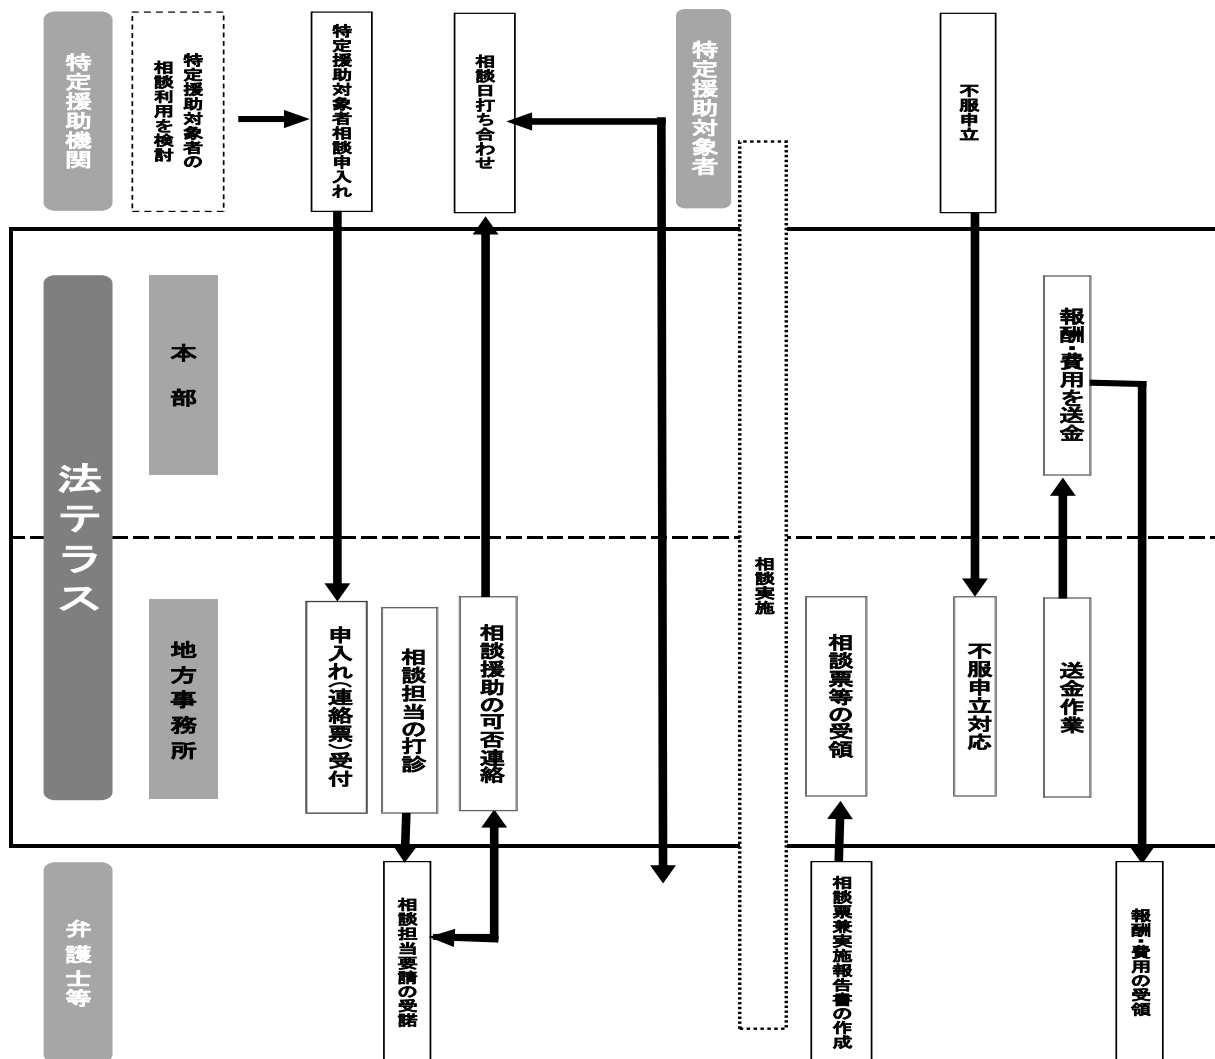 特定援助機関
特定援助対象者の
相談利用を検討
特定援助対象者相談申入れ
相談日打ち合わせ
特定援助対象者
不服申立
法テラス
本部
報酬・費用を送金
相談実施
地方事務所
申入れ（連絡票）受付
相談担当の打診
相談援助の可否連絡
相談票等の受領
不服申立対応
送金作業
弁護士等
相談担当要請の受諾
相談票兼実施報告書の作成
報酬・費用の受領